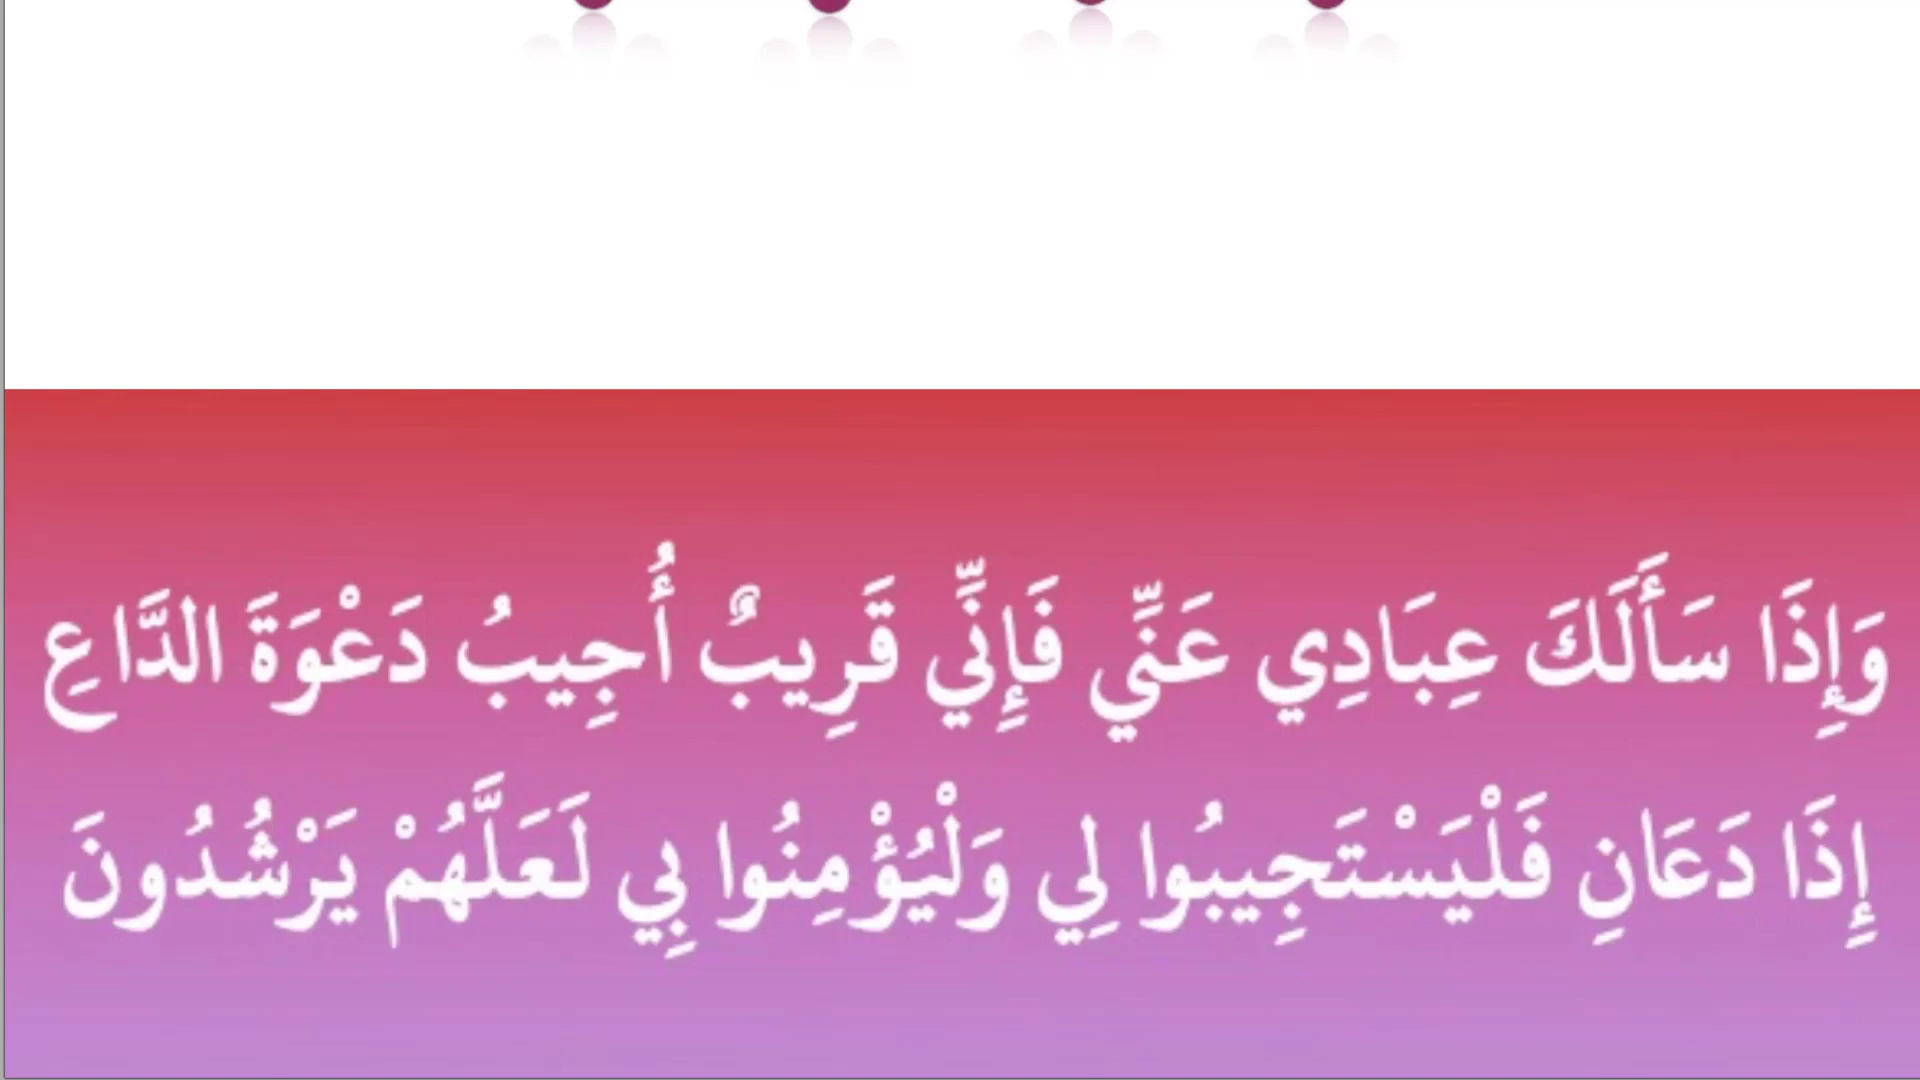 وَإِذَا سَأَلَكَ عِبَادِي عَنِّي فَإِنِّي قَرِيبٌ أُجِيبُ دَعْوَةَ الدَّاعِ
إِذَا دَعَانِ فَلْيَسْتَجِيبُوا لِي وَلْيُؤْمِنُوا بِي لَعَلَّهُمْ يَرْشُدُونَ